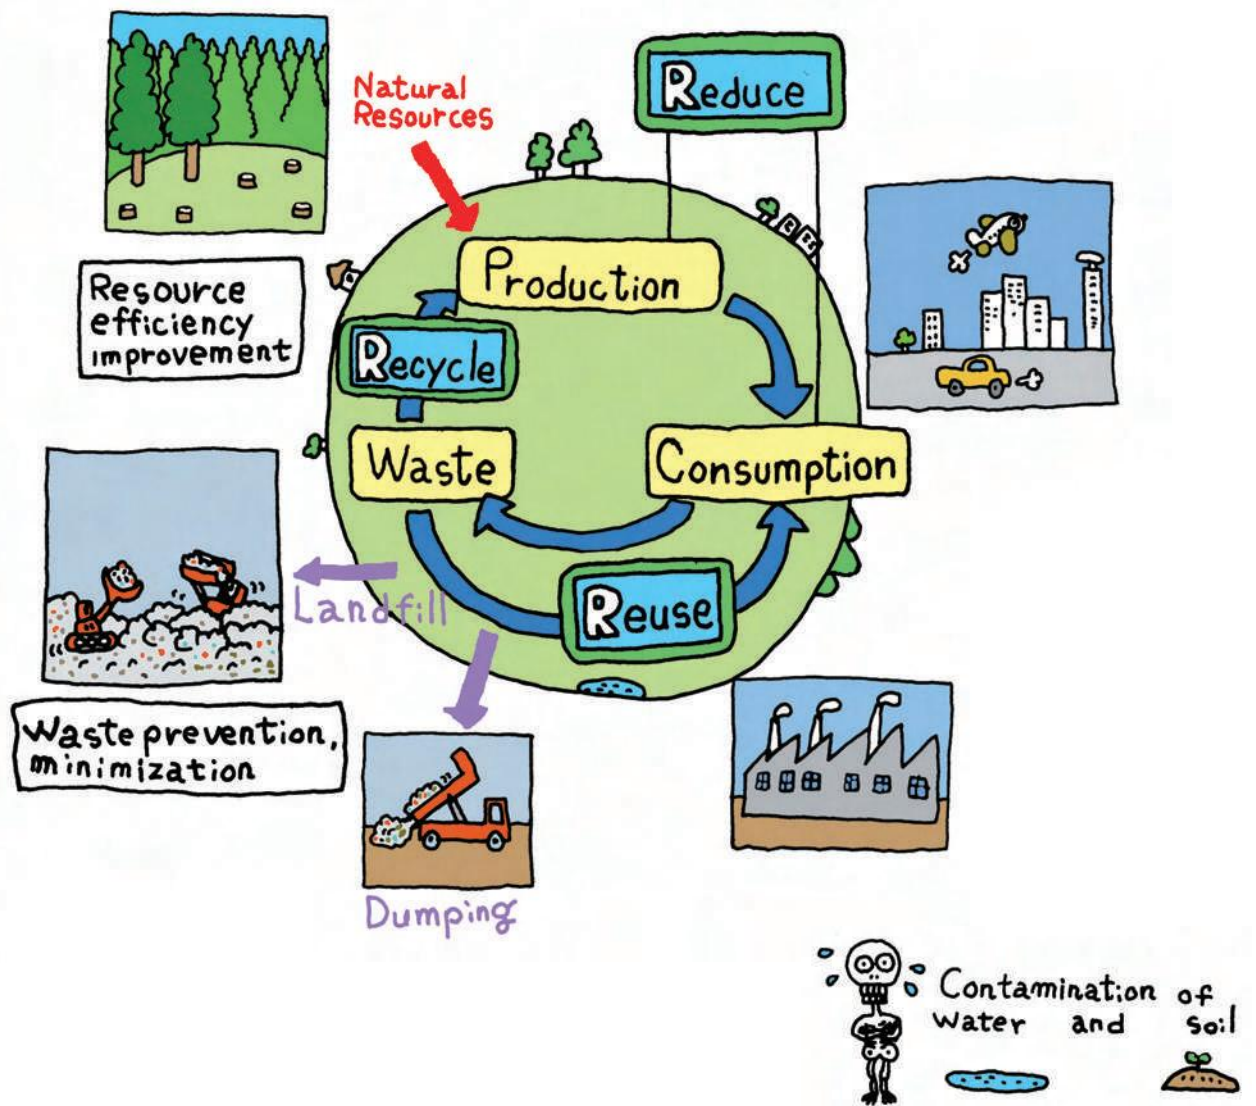 Natural
Resources
Reduce
Production
Resource
efficiency
improvement
Recycle
Waste
Consumption
Landfill
Reuse
Waste prevention,
minimization
Dumping
Contamination of
water and soil